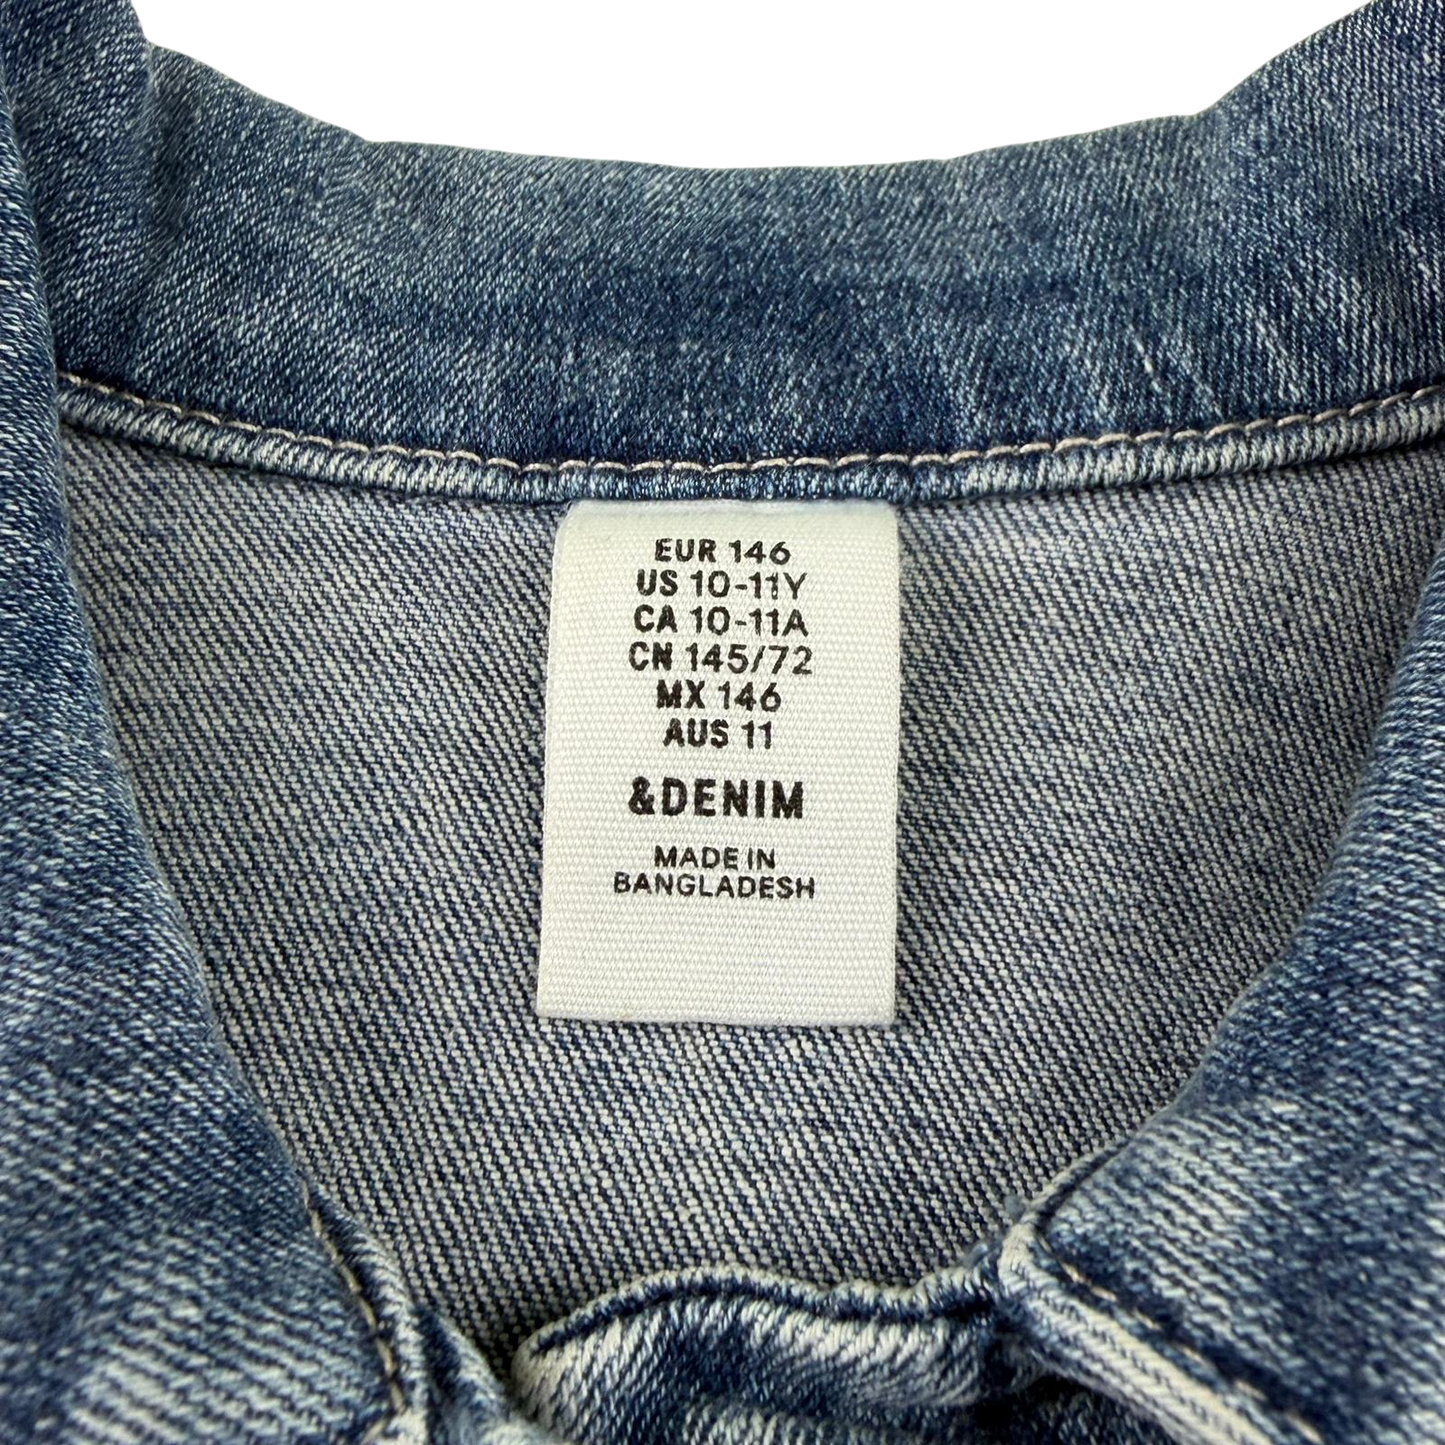 EUR 146
US 10-11Y
CA 10-11A
CN 145/72
MX 146
AUS 11
&DENIM
MADE IN
BANGLADESH